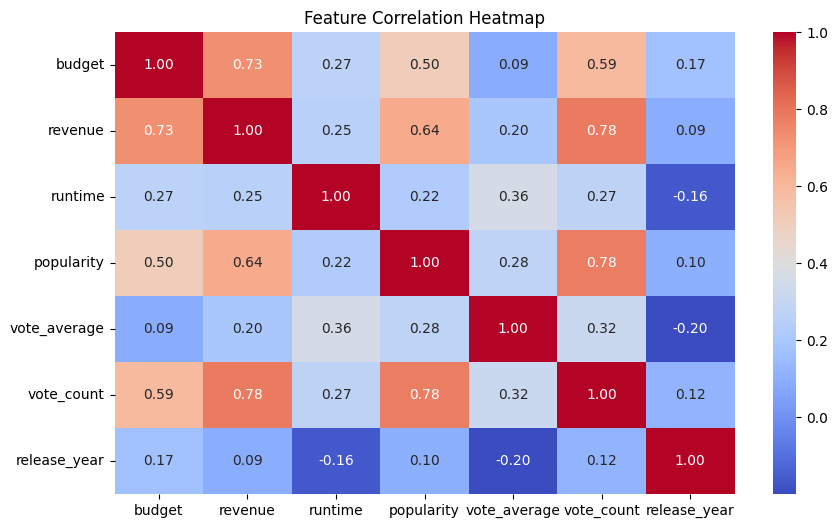 Feature Correlation Heatmap
budget 1.00 0.73 0.27 0.50 0.09 0.59 0.17
revenue 0.73 1.00 0.25 0.64 0.20 0.78 0.09
runtime 0.27 0.25 1.00 0.22 0.36 0.27 -0.16
popularity 0.50 0.64 0.22 1.00 0.28 0.78 0.10
vote_average 0.09 0.20 0.36 0.28 1.00 0.32 -0.20
vote_count 0.59 0.78 0.27 0.78 0.32 1.00 0.12
release_year 0.17 0.09 -0.16 0.10 -0.20 0.12 1.00
budget revenue runtime popularity vote_average vote_count release_year
1.0
0.8
0.6
0.4
0.2
0.0